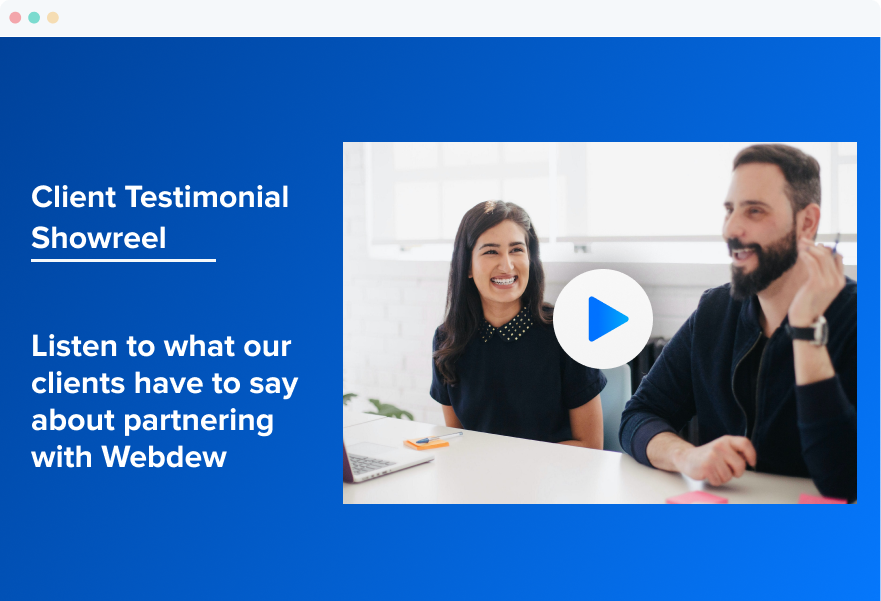 Client Testimonial
Showreel
Listen to what our
clients have to say
about partnering
with Webdew